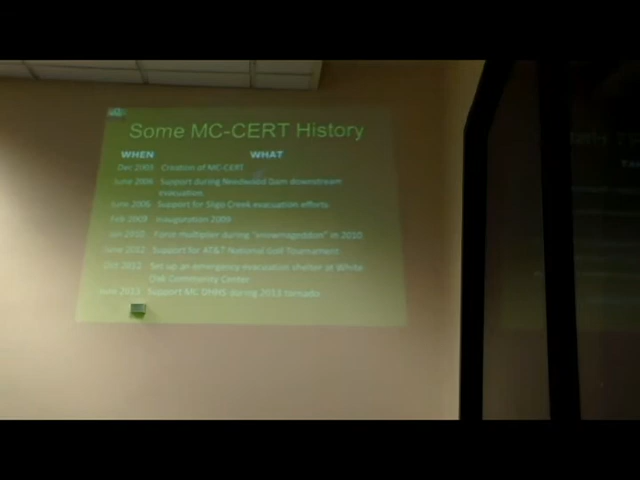 Some MC-CERT History
WHEN WHAT
Dec 2003 Creation of MC-CERT
June 2006 Support during Needwood Dam downstream
evacuation.
June 2006 Support for Sligo Creek evacuation efforts.
Feb 2009 Inauguration 2009
Jan 2010 Force multiplier during "snowmageddon" in 2010
June 2012 Support for AT&T National Golf Tournament
Oct 2012 Set up an emergency evacuation shelter at White
Oak Community Center
June 2013 Support MC DHHS during 2013 tornado